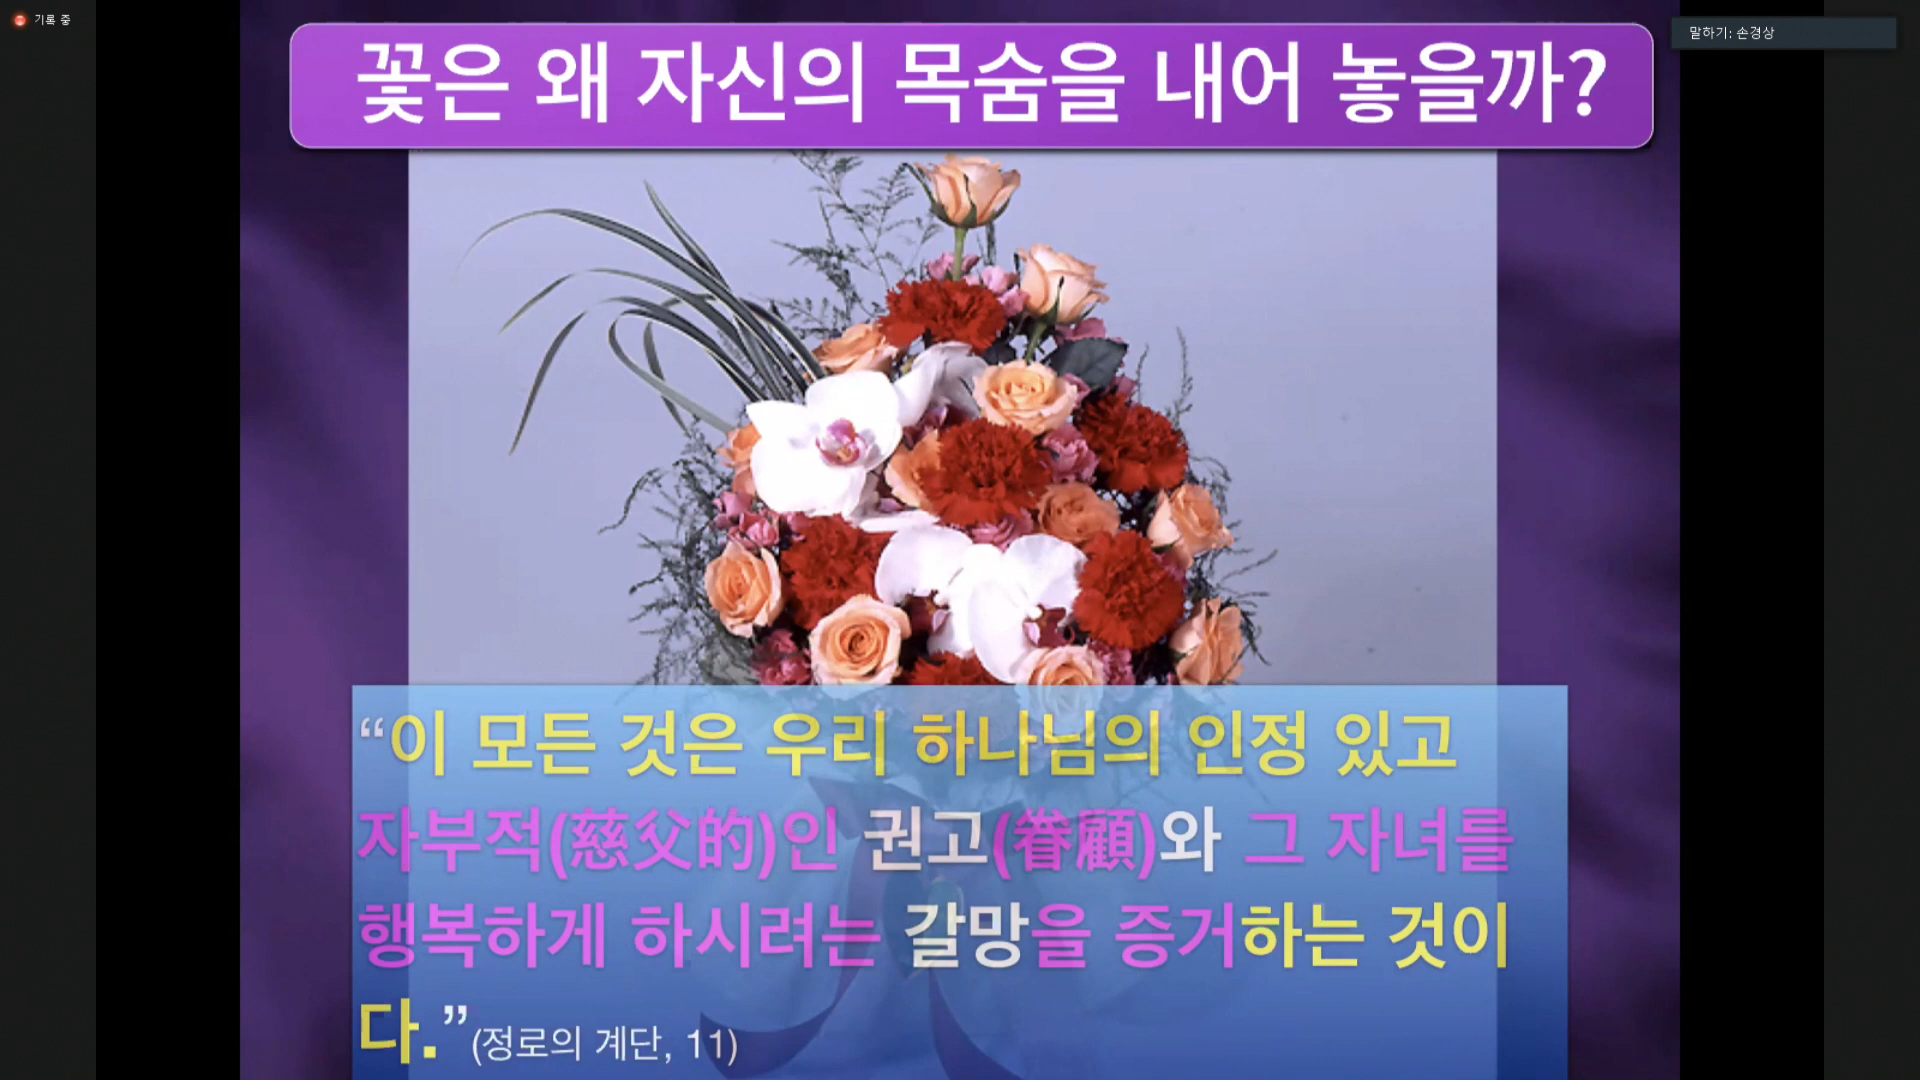 기록 중
말하기: 손경상
꽃은 왜 자신의 목숨을 내어 놓을까?
“이 모든 것은 우리 하나님의 인정 있고
자부적(慈父的)인 권고(眷顧)와 그 자녀를
행복하게 하시려는 갈망을 증거하는 것이
다.”(정로의 계단, 11)